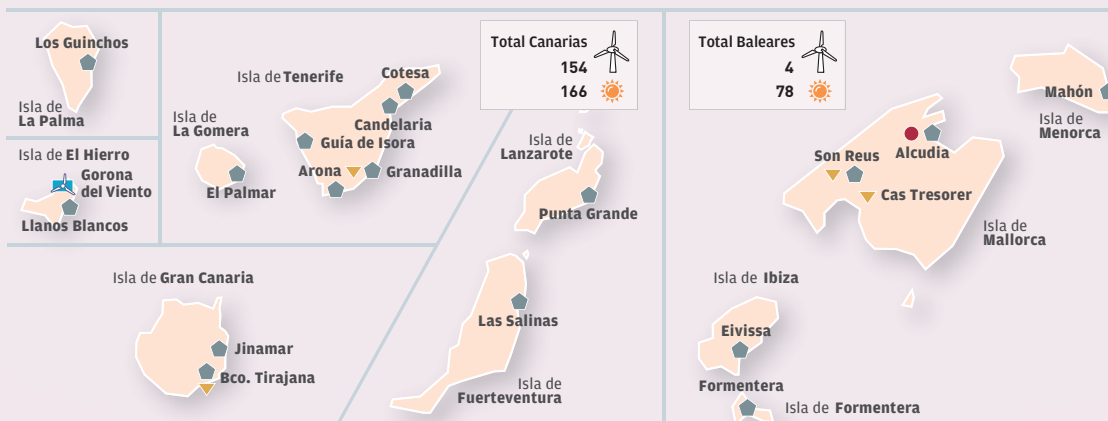 Los Guinchos
Isla de
La Palma
Isla de El Hierro
Gorona
del Viento
Llanos Blancos
Isla de Tenerife
Cotesa
Candelaria
Isla de
La Gomera
Guía de Isora
Arona
Granadilla
El Palmar
Total Canarias
154
166
Isla de
Lanzarote
Punta Grande
Isla de Gran Canaria
Jinamar
Bco. Tirajana
Las Salinas
Isla de
Fuerteventura
Total Baleares
4
78
Mahón
Isla de
Menorca
Alcudia
Son Reus
Cas Tresorer
Isla de
Mallorca
Isla de Ibiza
Eivissa
Formentera
Isla de Formentera